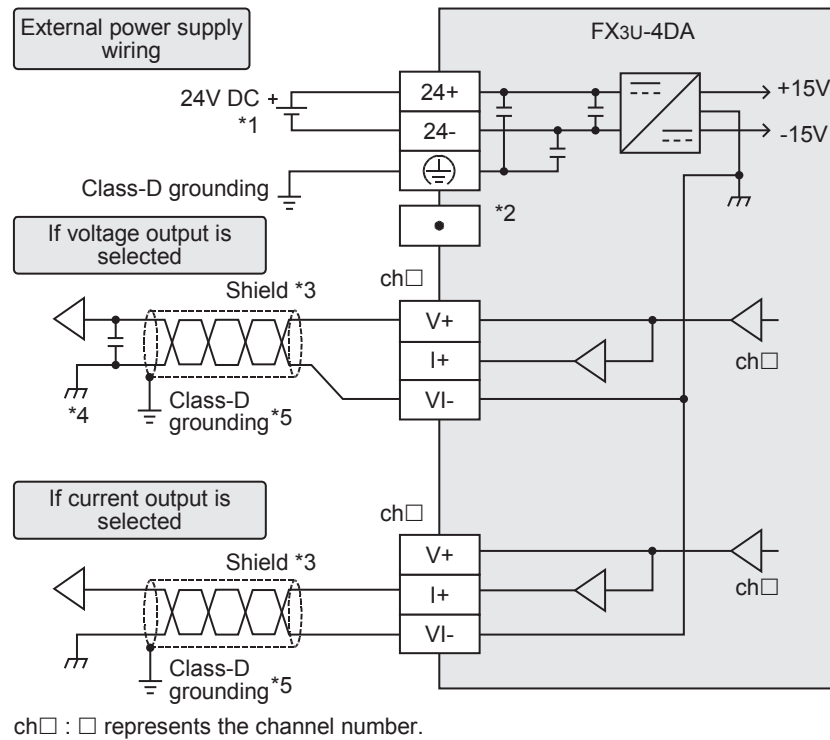 External power supply
wiring
FX3U-4DA
24V DC +
*1
24+
24-
+15V
-15V
Class-D grounding
*2
If voltage output is
selected
ch□
Shield *3
V+
I+
VI-
ch□
*4
Class-D
grounding*5
If current output is
selected
ch□
Shield *3
V+
I+
VI-
ch□
Class-D
grounding*5
ch□ : □ represents the channel number.